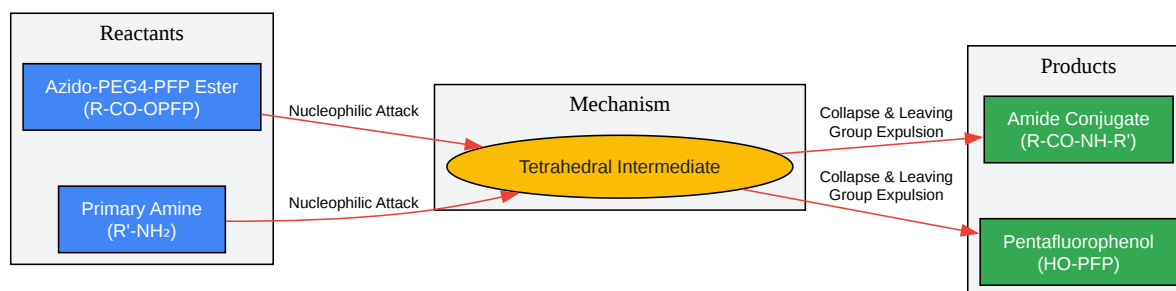 Reactants
Azido-PEG4-PFP Ester
(R-CO-OPFP)
Primary Amine
(R'-NH₂)
Nucleophilic Attack
Nucleophilic Attack
Mechanism
Tetrahedral Intermediate
Collapse & Leaving
Group Expulsion
Collapse & Leaving
Group Expulsion
Products
Amide Conjugate
(R-CO-NH-R')
Pentafluorophenol
(HO-PFP)